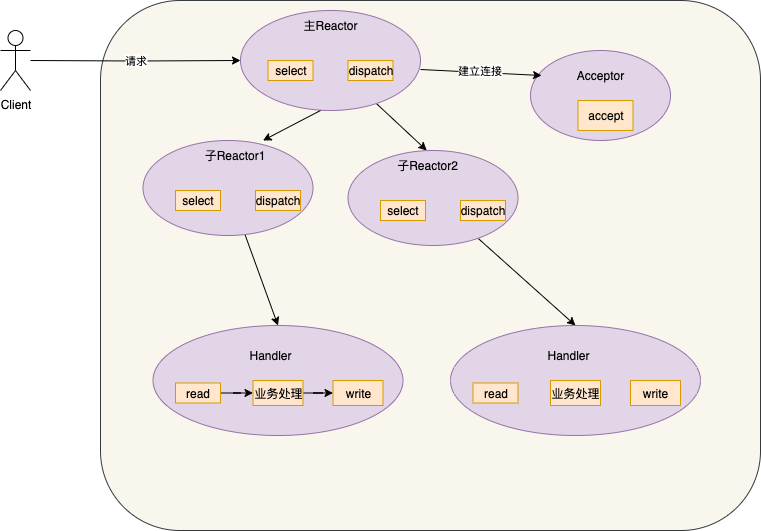 主Reactor
select
dispatch
请求
Client
建立连接
Acceptor
accept
子Reactor1
select
dispatch
子Reactor2
select
dispatch
Handler
read
业务处理
write
Handler
read
业务处理
write